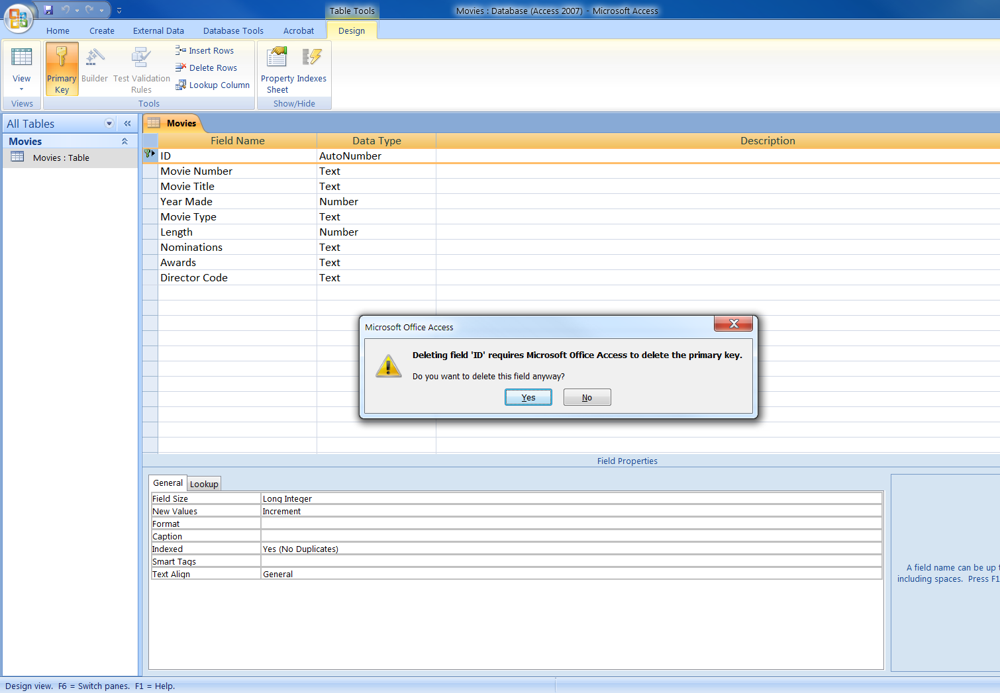 Table Tools
Movies : Database (Access 2007) - Microsoft Access
Home
Create
External Data
Database Tools
Acrobat
Design
View
Primary Key
Builder
Test Validation Rules
Insert Rows
Delete Rows
Lookup Column
Property Sheet
Indexes
Views
Tools
Show/Hide
All Tables
Movies
Movies : Table
Movies
Field Name Data Type Description
ID AutoNumber
Movie Number Text
Movie Title Text
Year Made Number
Movie Type Text
Length Number
Nominations Text
Awards Text
Director Code Text
Microsoft Office Access
Deleting field 'ID' requires Microsoft Office Access to delete the primary key.
Do you want to delete this field anyway?
Yes No
Field Properties
General Lookup
Field Size Long Integer
New Values Increment
Format
Caption
Indexed Yes (No Duplicates)
Smart Tags
Text Align General
A field name can be up
including spaces. Press F1
Design view. F6 = Switch panes. F1 = Help.